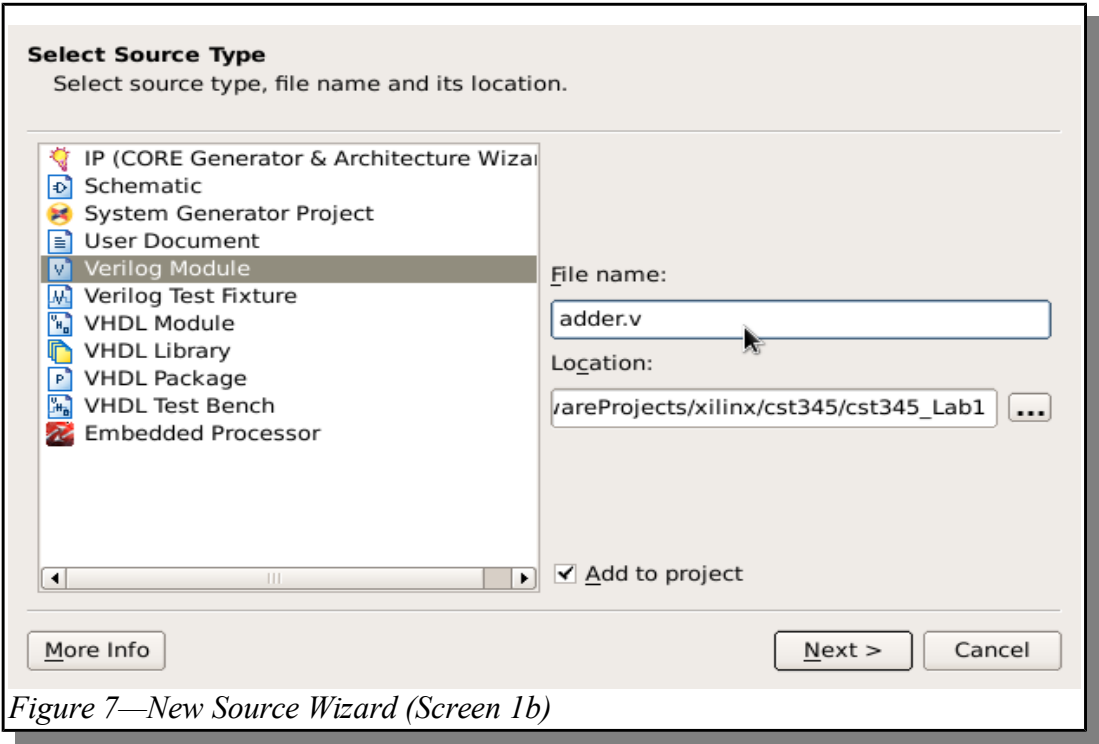 Select Source Type
Select source type, file name and its location.
IP (CORE Generator & Architecture Wizar
Schematic
System Generator Project
User Document
Verilog Module
Verilog Test Fixture
VHDL Module
VHDL Library
VHDL Package
VHDL Test Bench
Embedded Processor
File name:
adder.v
Location:
vareProjects/xilinx/cst345/cst345_Lab1
...
Add to project
More Info
Next >
Cancel
Figure 7—New Source Wizard (Screen 1b)